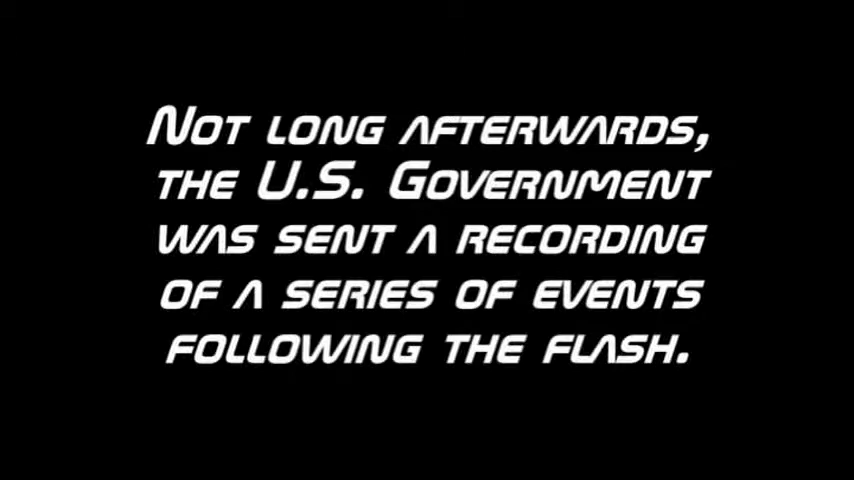 Not long afterwards,
the U.S. Government
was sent a recording
of a series of events
following the flash.